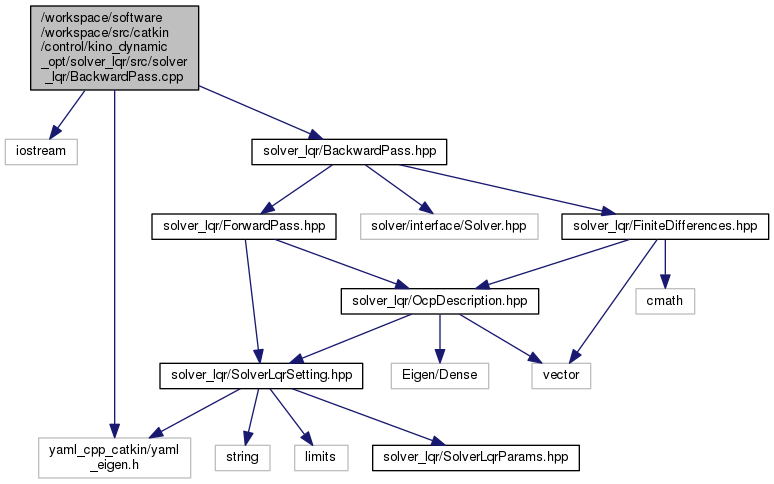 /workspace/software
/workspace/src/catkin
/control/kino_dynamic
_opt/solver_lqr/src/solver
_lqr/BackwardPass.cpp
iostream
solver_lqr/BackwardPass.hpp
solver_lqr/ForwardPass.hpp
solver/interface/Solver.hpp
solver_lqr/FiniteDifferences.hpp
solver_lqr/OcpDescription.hpp
cmath
solver_lqr/SolverLqrSetting.hpp
Eigen/Dense
vector
yaml_cpp_catkin/yaml
_eigen.h
string
limits
solver_lqr/SolverLqrParams.hpp